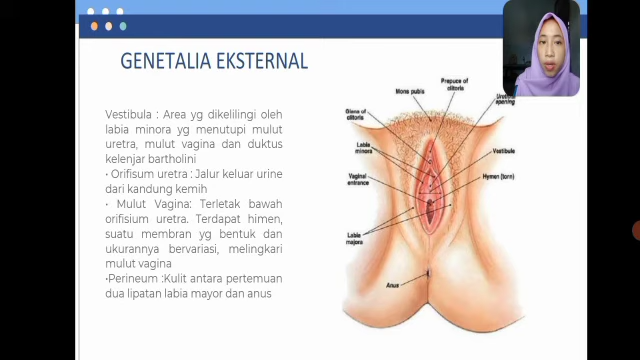 GENETALIA EKSTERNAL
Vestibula : Area yg dikelilingi oleh
labia minora yg menutupi mulut
uretra, mulut vagina dan duktus
kelenjar bartholini
• Orifisum uretra : Jalur keluar urine
dari kandung kemih
• Mulut Vagina: Terletak bawah
orifisium uretra. Terdapat himen,
suatu membran yg bentuk dan
ukurannya bervariasi, melingkari
mulut vagina
•Perineum :Kulit antara pertemuan
dua lipatan labia mayor dan anus
Mons pubis
Prepuce of
clitoris
Urethral
opening
Glans of
clitoris
Labia
minora
Vestibule
Vaginal
entrance
Hymen (torn)
Labia
majora
Anus